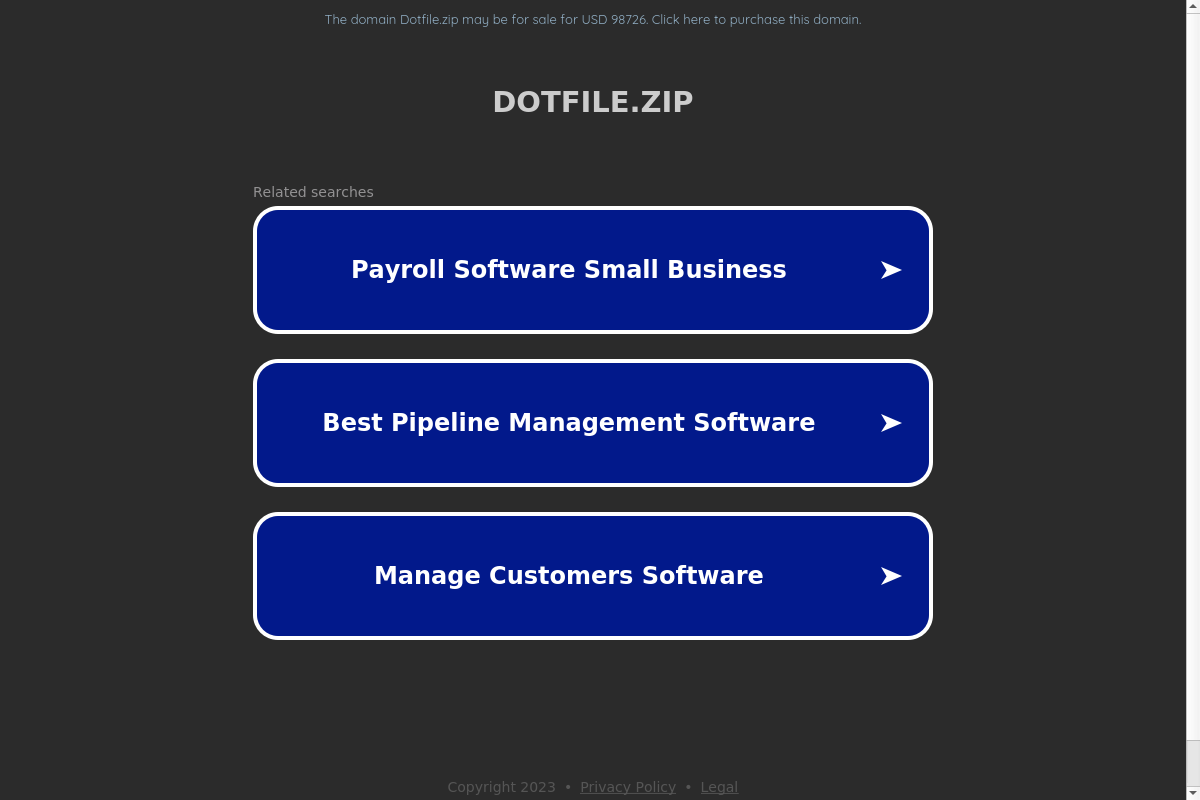 The domain Dotfile.zip may be for sale for USD 98726. Click here to purchase this domain.
DOTFILE.ZIP
Related searches
Payroll Software Small Business
Best Pipeline Management Software
Manage Customers Software
Copyright 2023 • Privacy Policy • Legal